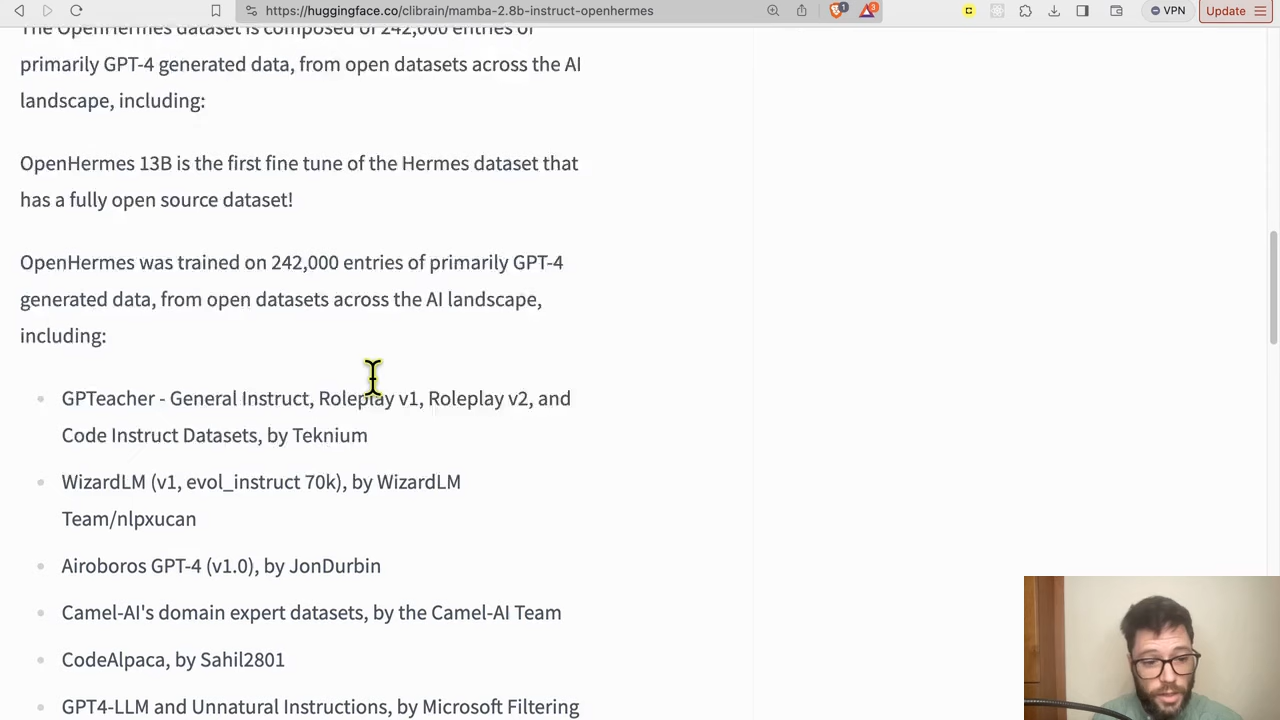 https://huggingface.co/clibrain/mamba-2.8b-instruct-openhermes
1
3
VPN
Update
The OpenHermes dataset is composed of 242,000 entries of
primarily GPT-4 generated data, from open datasets across the AI
landscape, including:
OpenHermes 13B is the first fine tune of the Hermes dataset that
has a fully open source dataset!
OpenHermes was trained on 242,000 entries of primarily GPT-4
generated data, from open datasets across the AI landscape,
including:
GPTeacher - General Instruct, Roleplay v1, Roleplay v2, and
Code Instruct Datasets, by Teknium
WizardLM (v1, evol_instruct 70k), by WizardLM
Team/nlpxucan
Airoboros GPT-4 (v1.0), by JonDurbin
Camel-AI's domain expert datasets, by the Camel-AI Team
CodeAlpaca, by Sahil2801
GPT4-LLM and Unnatural Instructions, by Microsoft Filtering